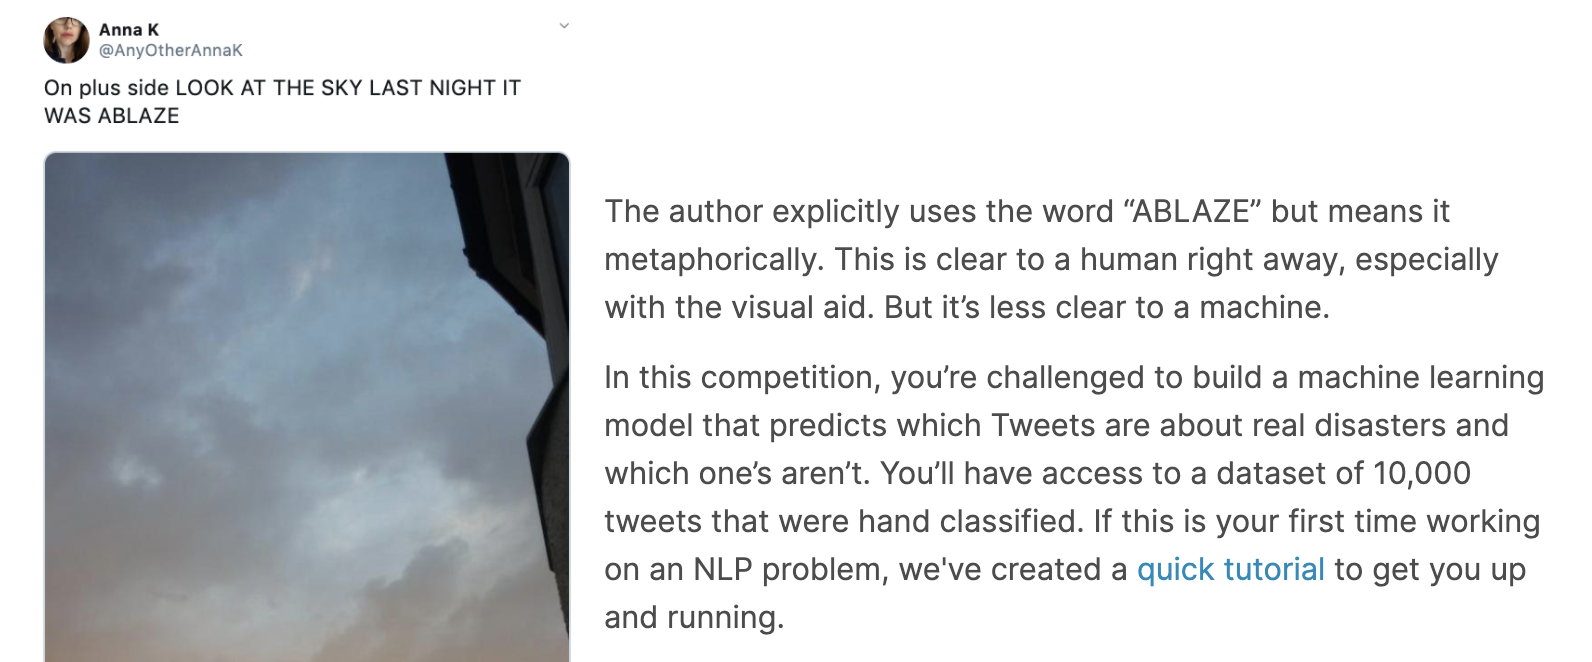 Anna K
@AnyOtherAnnaK
On plus side LOOK AT THE SKY LAST NIGHT IT
WAS ABLAZE
The author explicitly uses the word “ABLAZE” but means it
metaphorically. This is clear to a human right away, especially
with the visual aid. But it’s less clear to a machine.
In this competition, you’re challenged to build a machine learning
model that predicts which Tweets are about real disasters and
which one’s aren’t. You’ll have access to a dataset of 10,000
tweets that were hand classified. If this is your first time working
on an NLP problem, we've created a quick tutorial to get you up
and running.